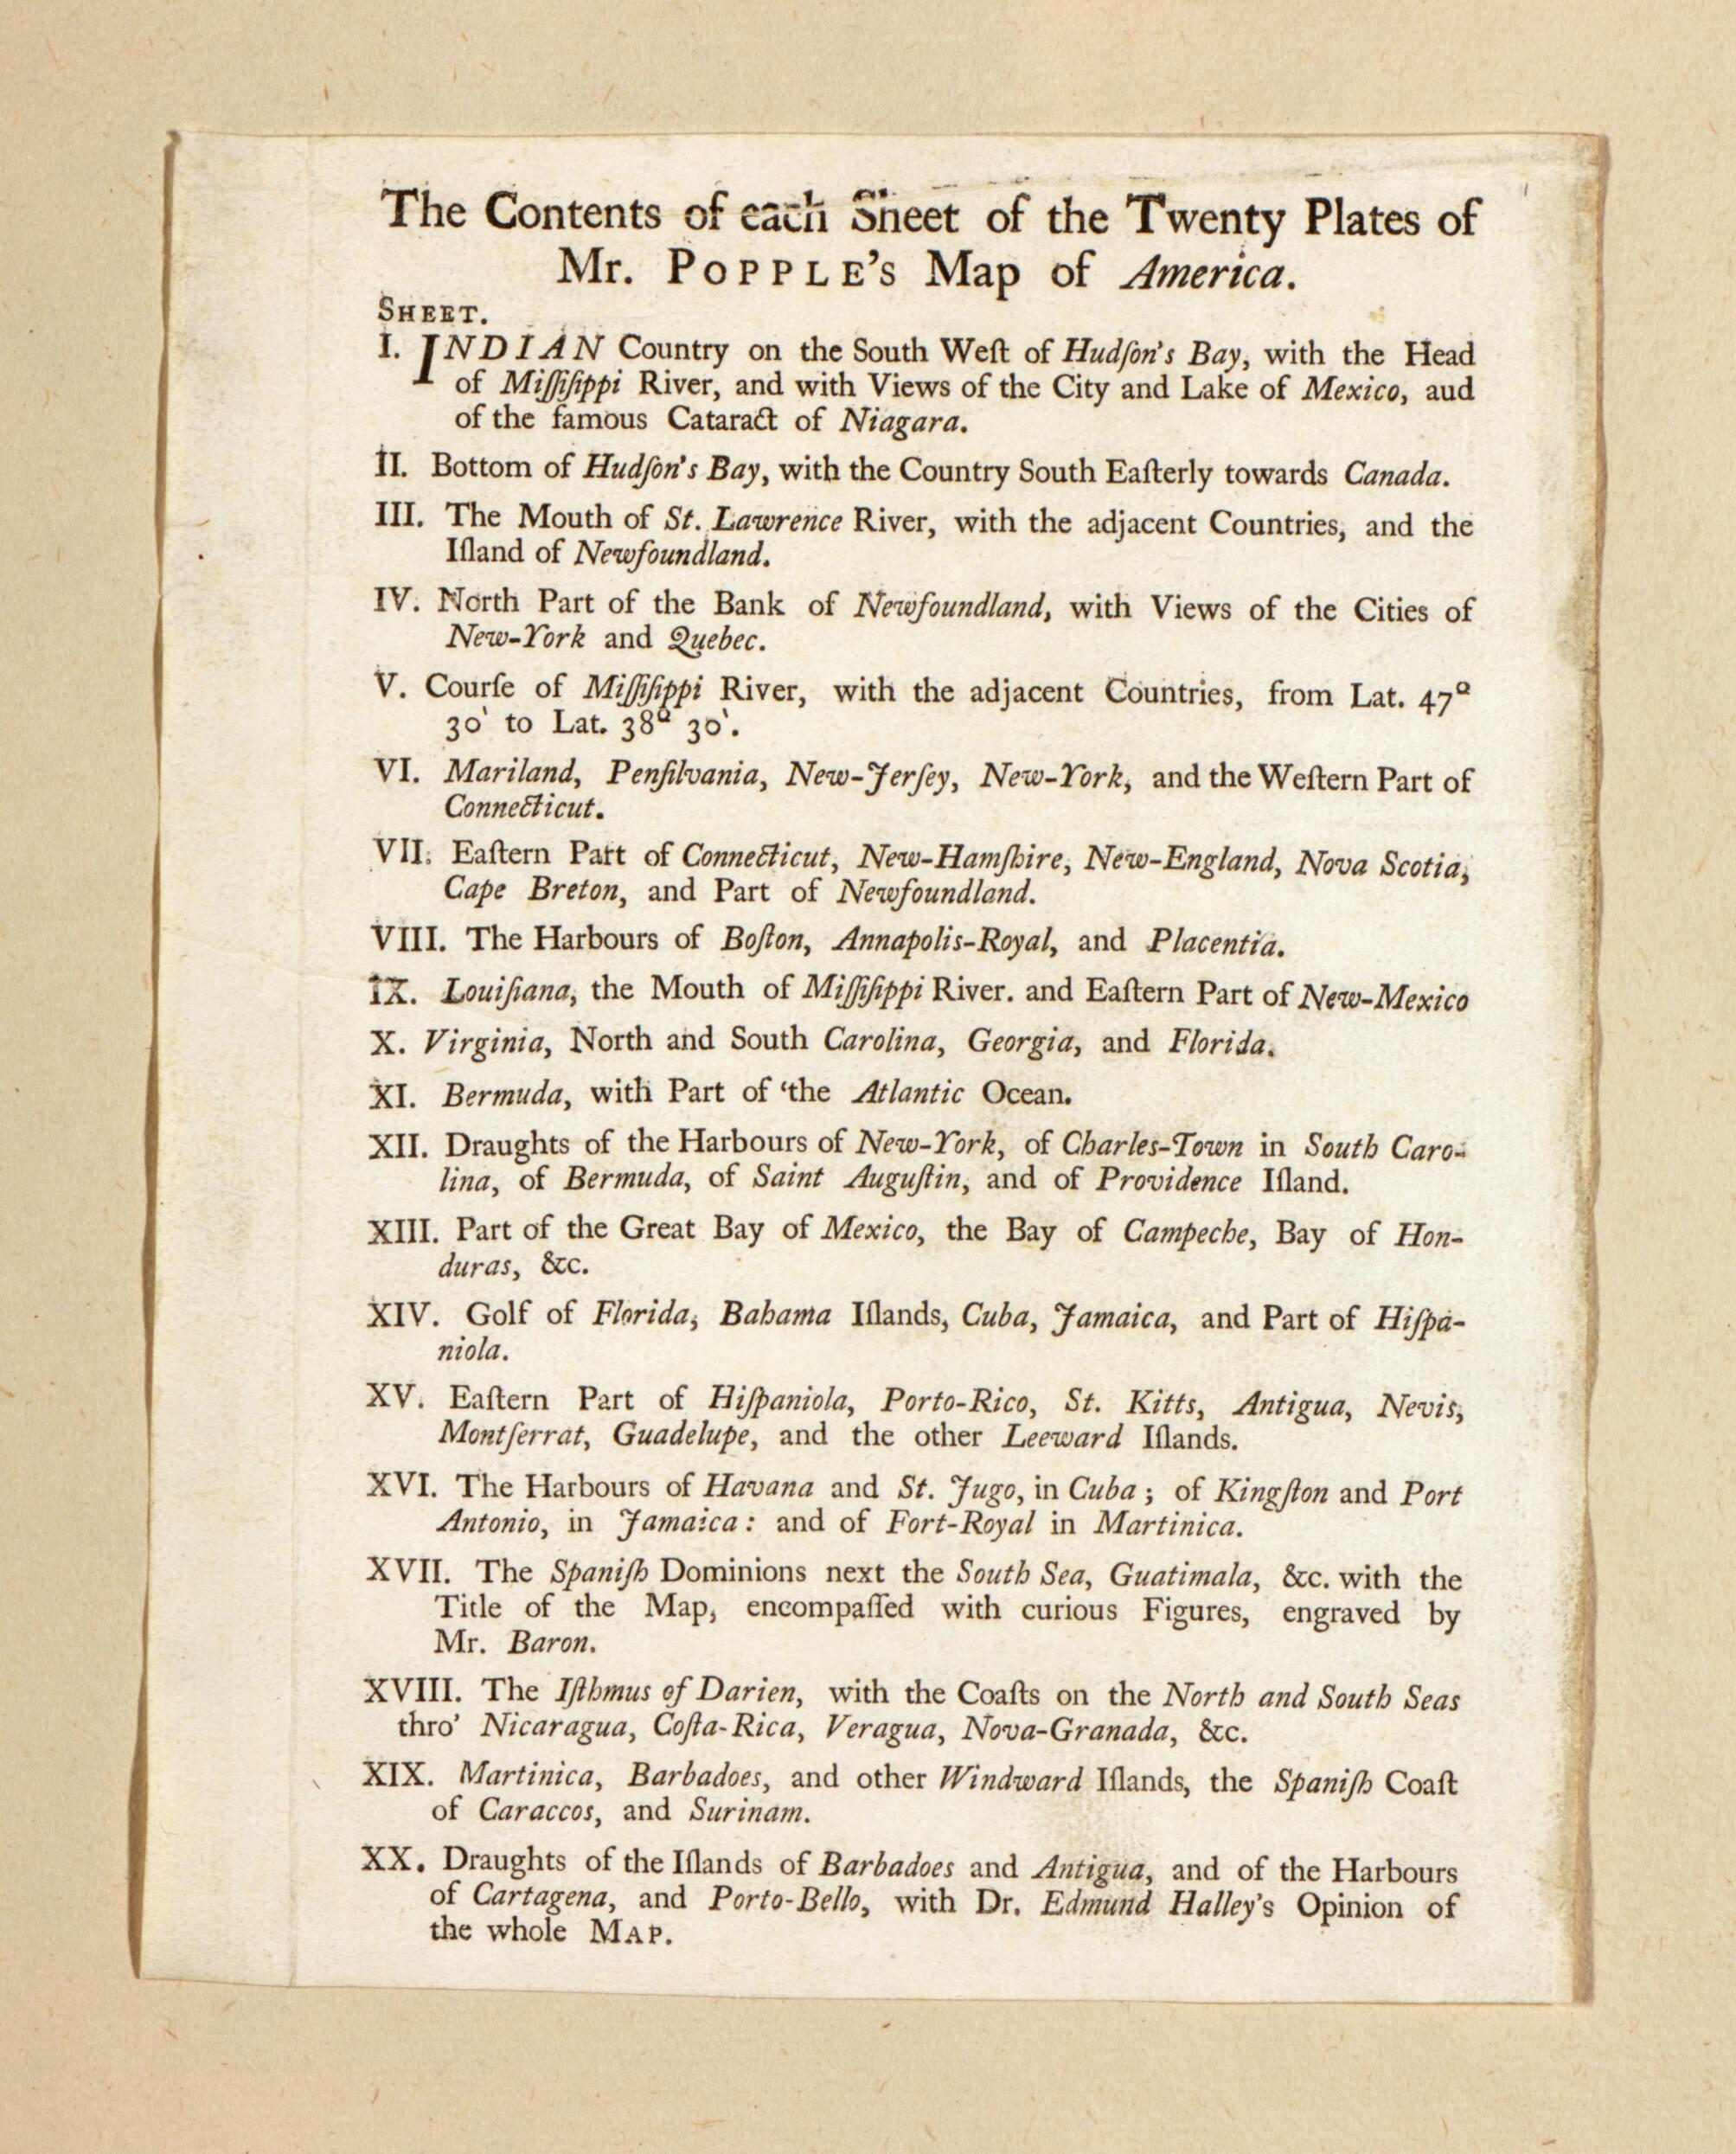 The Contents of each Sheet of the Twenty Plates of
Mr. POPPLE's Map of America.
SHEET.
I. INDIAN Country on the South Weſt of Hudſon's Bay, with the Head
of Miſſiſippi River, and with Views of the City and Lake of Mexico, aud
of the famous Cataract of Niagara.
II. Bottom of Hudſon's Bay, with the Country South Eaſterly towards Canada.
III. The Mouth of St. Lawrence River, with the adjacent Countries, and the
Iſland of Newfoundland.
IV. North Part of the Bank of Newfoundland, with Views of the Cities of
New-York and Quebec.
V. Courſe of Miſſiſippi River, with the adjacent Countries, from Lat. 47º
30' to Lat. 38º 30'.
VI. Mariland, Penſilvania, New-Jerſey, New-York, and the Weſtern Part of
Connecticut.
VII. Eaſtern Part of Connecticut, New-Hamſhire, New-England, Nova Scotia,
Cape Breton, and Part of Newfoundland.
VIII. The Harbours of Boſton, Annapolis-Royal, and Placentia.
IX. Louiſiana, the Mouth of Miſſiſippi River. and Eaſtern Part of New-Mexico
X. Virginia, North and South Carolina, Georgia, and Florida.
XI. Bermuda, with Part of 'the Atlantic Ocean.
XII. Draughts of the Harbours of New-York, of Charles-Town in South Caro-
lina, of Bermuda, of Saint Auguſtin, and of Providence Iſland.
XIII. Part of the Great Bay of Mexico, the Bay of Campeche, Bay of Hon-
duras, &c.
XIV. Golf of Florida, Bahama Iſlands, Cuba, Jamaica, and Part of Hiſpa-
niola.
XV. Eaſtern Part of Hiſpaniola, Porto-Rico, St. Kitts, Antigua, Nevis,
Montſerrat, Guadelupe, and the other Leeward Iſlands.
XVI. The Harbours of Havana and St. Jugo, in Cuba; of Kingſton and Port
Antonio, in Jamaica: and of Fort-Royal in Martinica.
XVII. The Spaniſh Dominions next the South Sea, Guatimala, &c. with the
Title of the Map, encompaſſed with curious Figures, engraved by
Mr. Baron.
XVIII. The Iſthmus of Darien, with the Coaſts on the North and South Seas
thro' Nicaragua, Coſta-Rica, Veragua, Nova-Granada, &c.
XIX. Martinica, Barbadoes, and other Windward Iſlands, the Spaniſh Coaſt
of Caraccos, and Surinam.
XX. Draughts of the Iſlands of Barbadoes and Antigua, and of the Harbours
of Cartagena, and Porto-Bello, with Dr. Edmund Halley's Opinion of
the whole MAP.